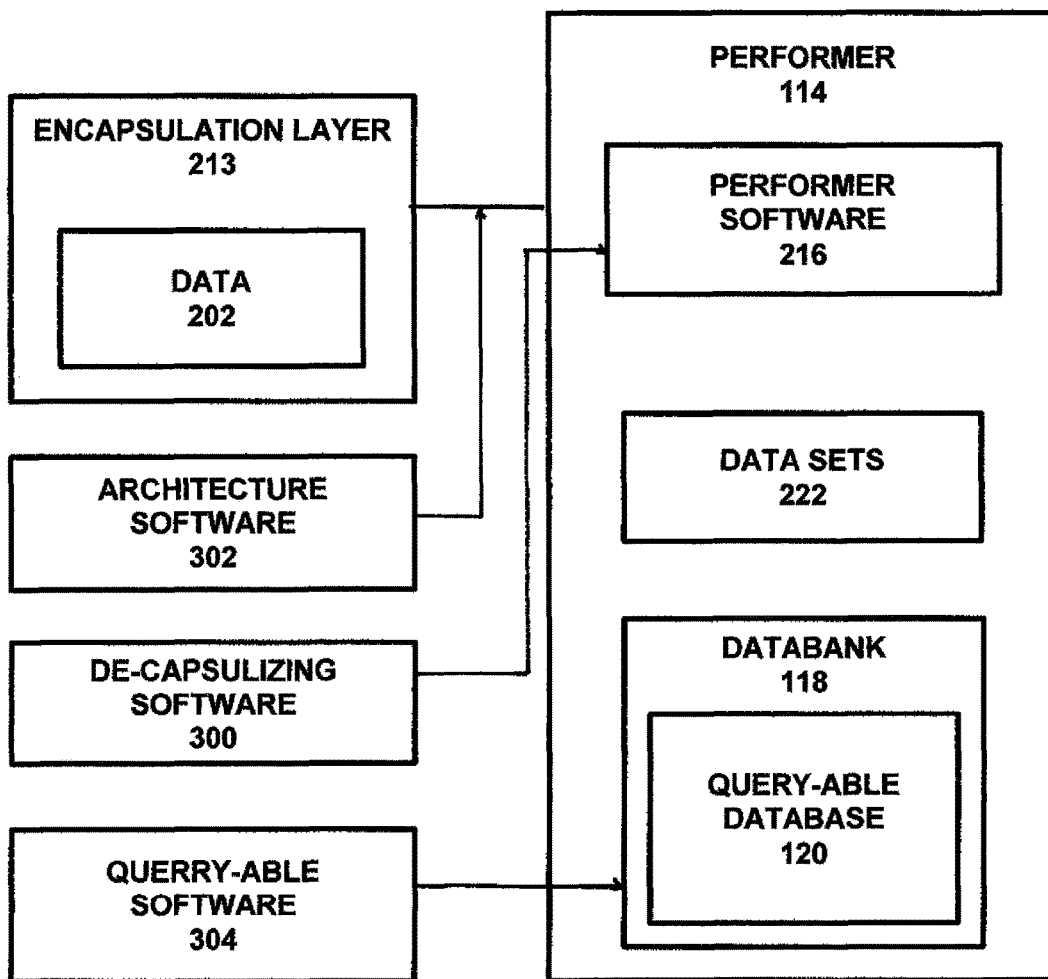 ENCAPSULATION LAYER
213
DATA
202
ARCHITECTURE
SOFTWARE
302
DE-CAPSULIZING
SOFTWARE
300
QUERRY-ABLE
SOFTWARE
304
PERFORMER
114
PERFORMER
SOFTWARE
216
DATA SETS
222
DATABANK
118
QUERY-ABLE
DATABASE
120